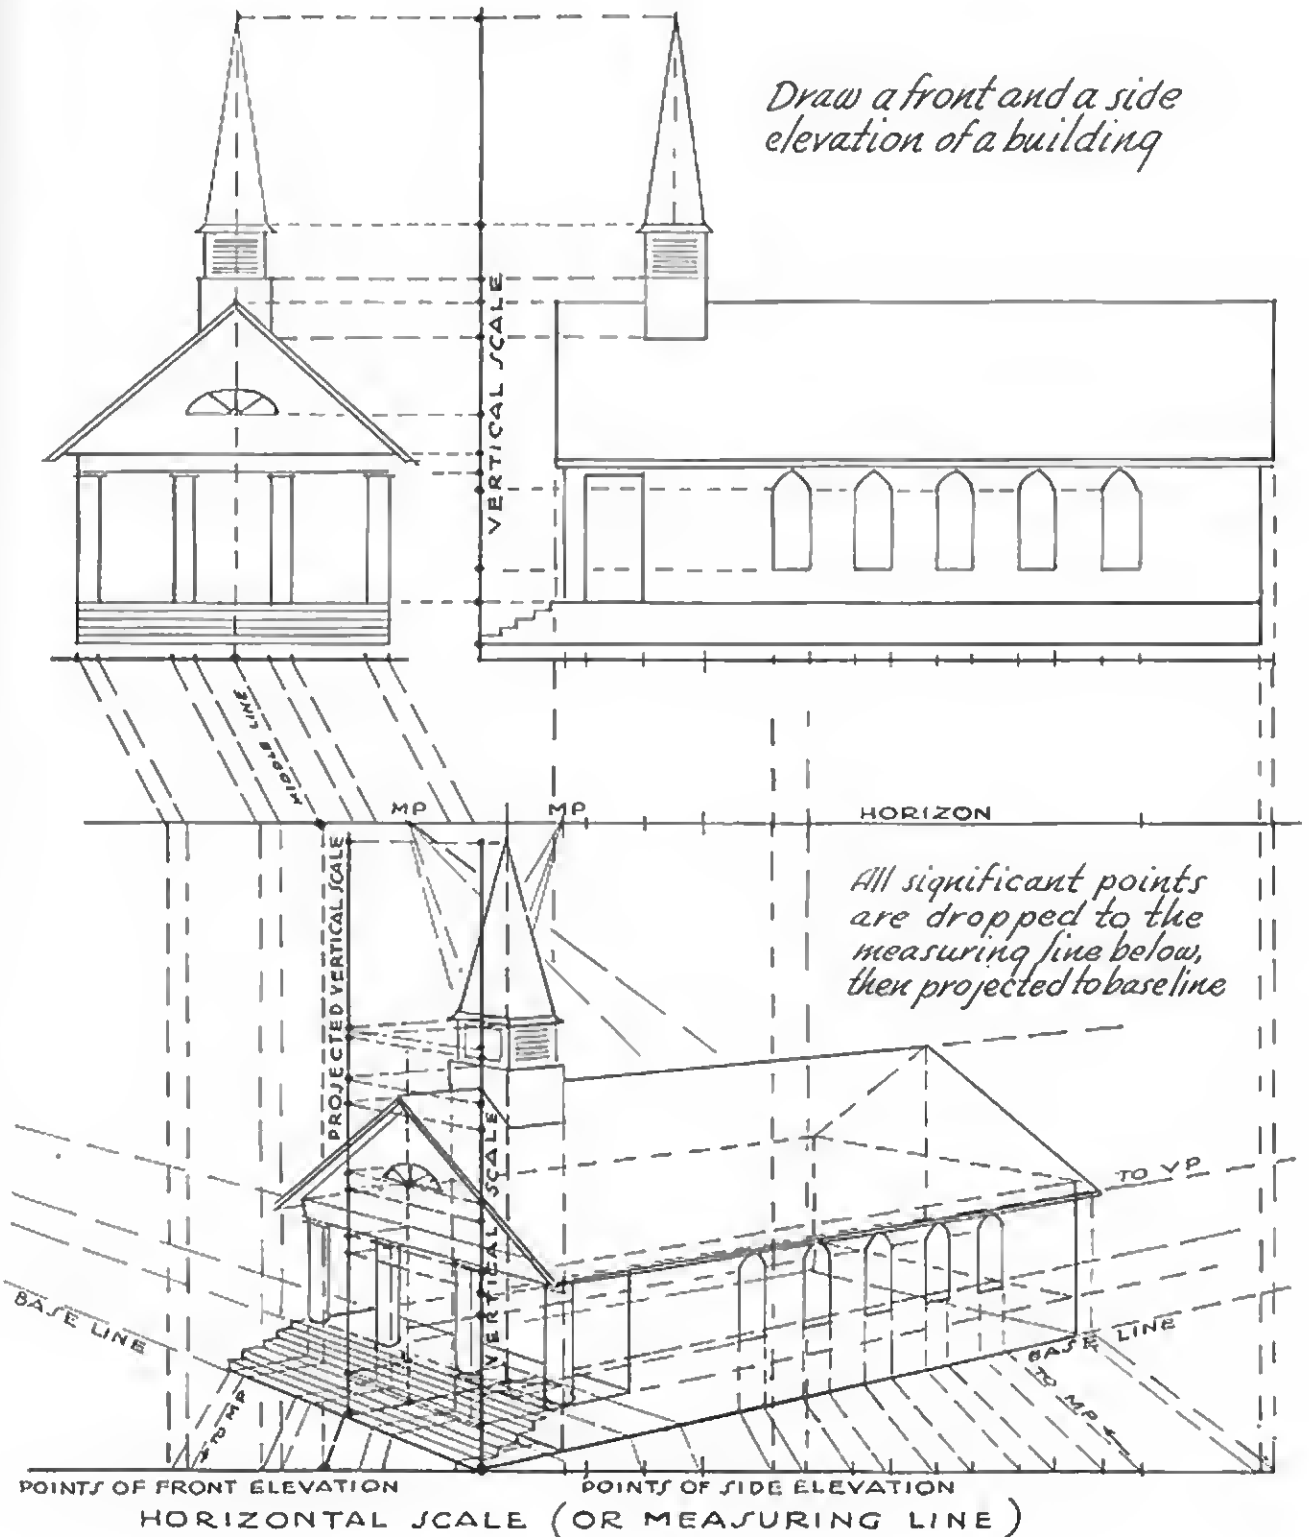 Draw a front and a side
elevation of a building
VERTICAL SCALE
MIDDLE LINE
MP
MP
HORIZON
PROJECTED VERTICAL SCALE
All significant points
are dropped to the
measuring line below,
then projected to base line
VERTICAL SCALE
TO VP
BASE LINE
BASE LINE
TO MP
TO MP
POINTS OF FRONT ELEVATION
POINTS OF SIDE ELEVATION
HORIZONTAL SCALE (OR MEASURING LINE)